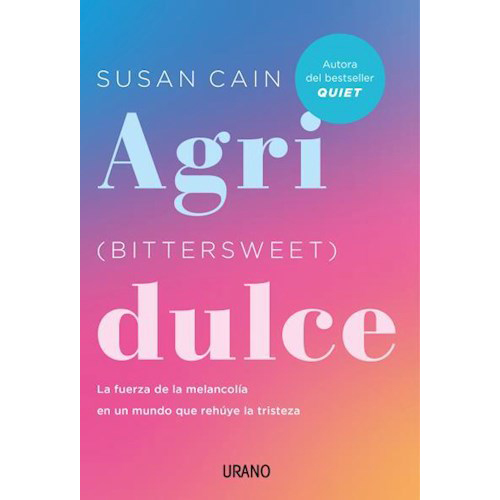 SUSAN CAIN
Autora
del bestseller
QUIET
Agri
(BITTERSWEET)
dulce
La fuerza de la melancolía
en un mundo que rehúye la tristeza
URANO